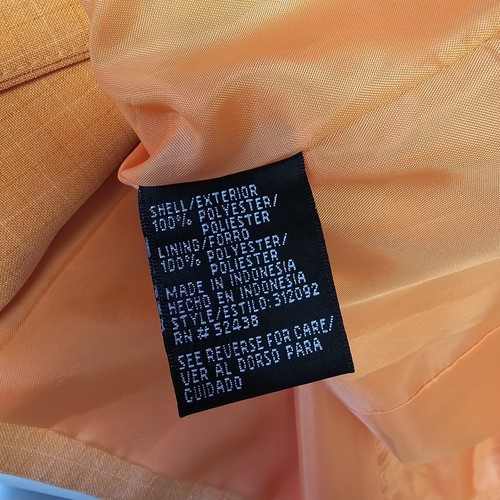 SHELL/EXTERIOR
100% POLYESTER/
POLIESTER
LINING/FORRO
100% POLYESTER/
POLIESTER
MADE IN INDONESIA
HECHO EN INDONESIA
STYLE/ESTILO: 312092
RN # 52438
SEE REVERSE FOR CARE/
VER AL DORSO PARA
CUIDADO